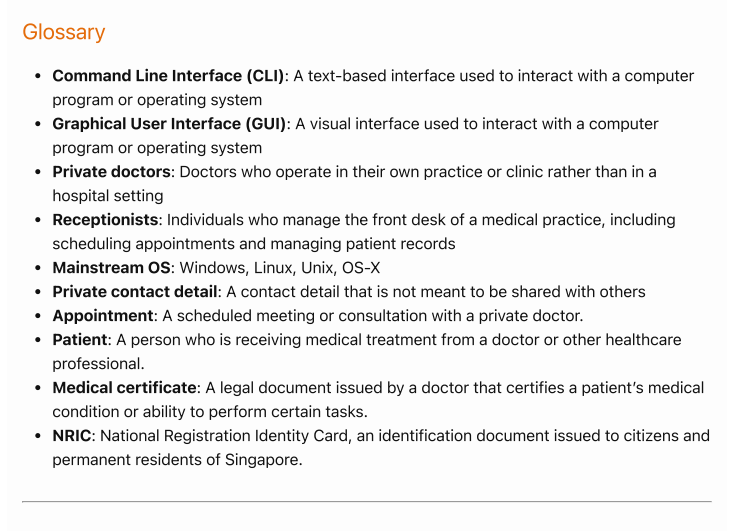 Glossary
• Command Line Interface (CLI): A text-based interface used to interact with a computer
program or operating system
• Graphical User Interface (GUI): A visual interface used to interact with a computer
program or operating system
• Private doctors: Doctors who operate in their own practice or clinic rather than in a
hospital setting
• Receptionists: Individuals who manage the front desk of a medical practice, including
scheduling appointments and managing patient records
• Mainstream OS: Windows, Linux, Unix, OS-X
• Private contact detail: A contact detail that is not meant to be shared with others
• Appointment: A scheduled meeting or consultation with a private doctor.
• Patient: A person who is receiving medical treatment from a doctor or other healthcare
professional.
• Medical certificate: A legal document issued by a doctor that certifies a patient’s medical
condition or ability to perform certain tasks.
• NRIC: National Registration Identity Card, an identification document issued to citizens and
permanent residents of Singapore.